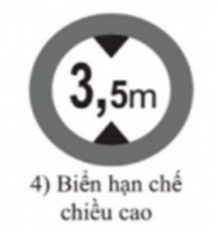 3,5m
4) Biển hạn chế
chiều cao